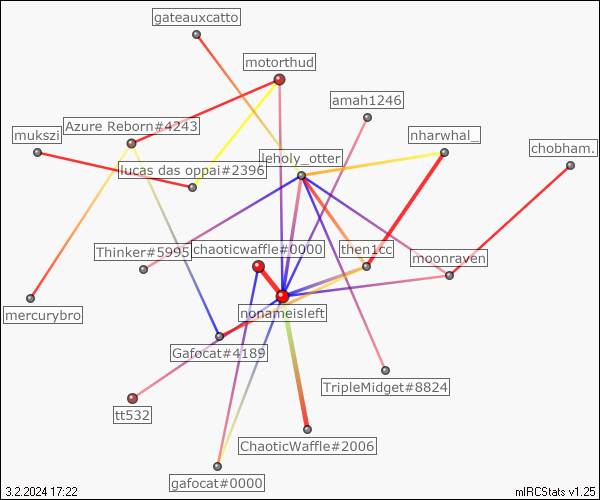 gateauxcatto
motorthud
amah1246
Azure Reborn#4243
mukszi
nharwhal_
chobham.
leholy_otter
lucas das oppai#2396
Thinker#5995
chaoticwaffle#0000
then1cc
moonraven
mercurybro
nonameisleft
Gafocat#4189
TripleMidget#8824
tt532
ChaoticWaffle#2006
gafocat#0000
3.2.2024 17:22
mIRCStats v1.25